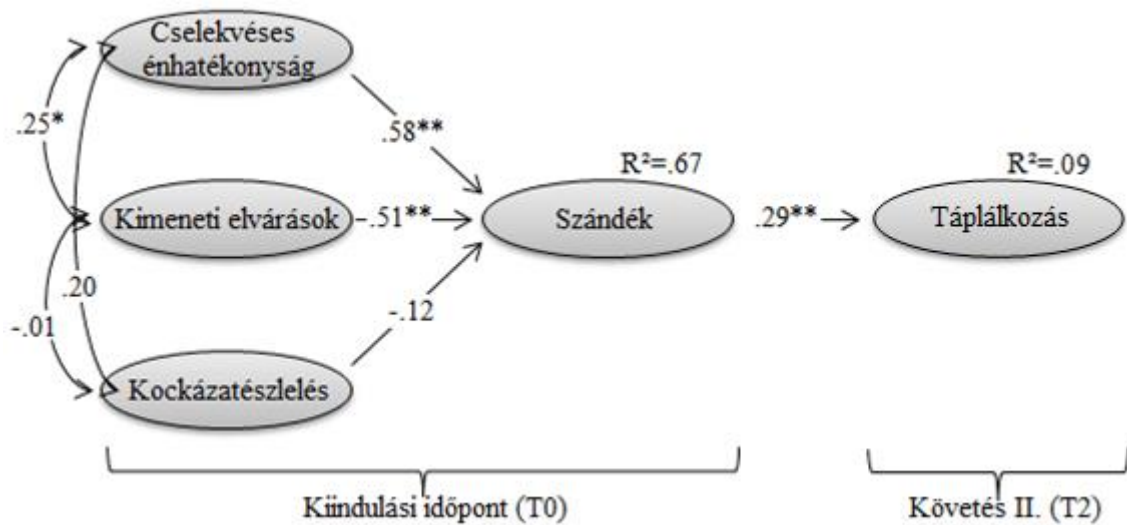 Cselekvéses
énhatékonyság
.25*
.58**
R²=.67
R²=.09
Kimeneti elvárások
.51**
Szándék
.29**
Táplálkozás
.20
-.01
-.12
Kockázatészlelés
Kiindulási időpont (T0)
Követés II. (T2)